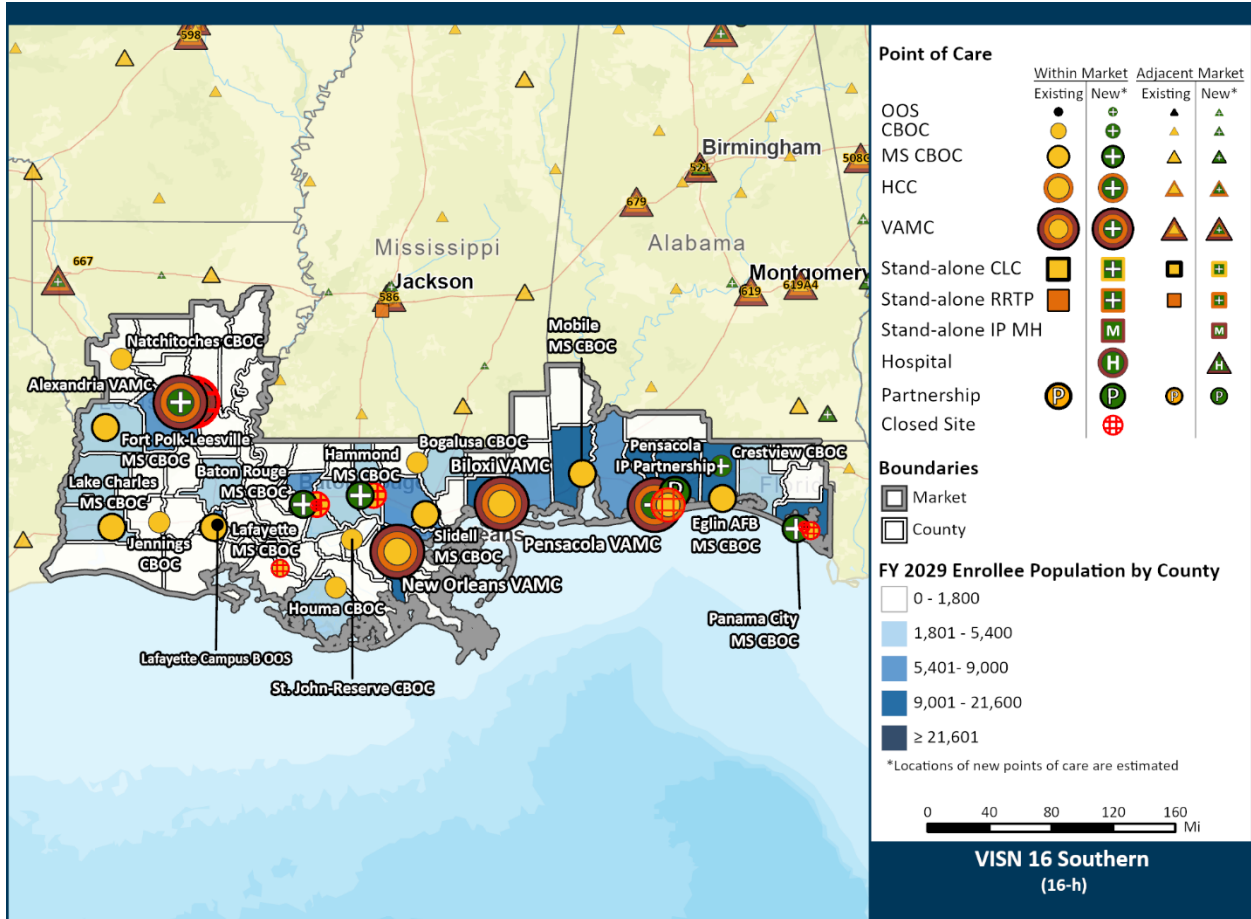 598
Birmingham
521
508G
679
Mississippi
Alabama
667
Jackson
586
Montgomery
619
619A4
Mobile
MS CBOC
Natchitoches CBOC
Alexandria VAMC
Fort Polk-Leesville
MS CBOC
Baton Rouge
MS CBOC
Hammond
MS CBOC
Bogalusa CBOC
Biloxi VAMC
Pensacola
IP Partnership
P
Crestview CBOC
Florida
Lake Charles
MS CBOC
Lafayette
MS CBOC
Jennings
CBOC
Slidell
MS CBOC
Pensacola VAMC
Eglin AFB
MS CBOC
New Orleans VAMC
Houma CBOC
Panama City
MS CBOC
Lafayette Campus B OOS
St. John-Reserve CBOC
Point of Care
Within Market Adjacent Market
Existing New* Existing New*
OOS
CBOC
MS CBOC
HCC
VAMC
Stand-alone CLC
Stand-alone RRTP
Stand-alone IP MH M M
Hospital H H
Partnership P P P P
Closed Site
Boundaries
Market
County
FY 2029 Enrollee Population by County
0 - 1,800
1,801 - 5,400
5,401- 9,000
9,001 - 21,600
≥ 21,601
*Locations of new points of care are estimated
0 40 80 120 160
Mi
VISN 16 Southern
(16-h)